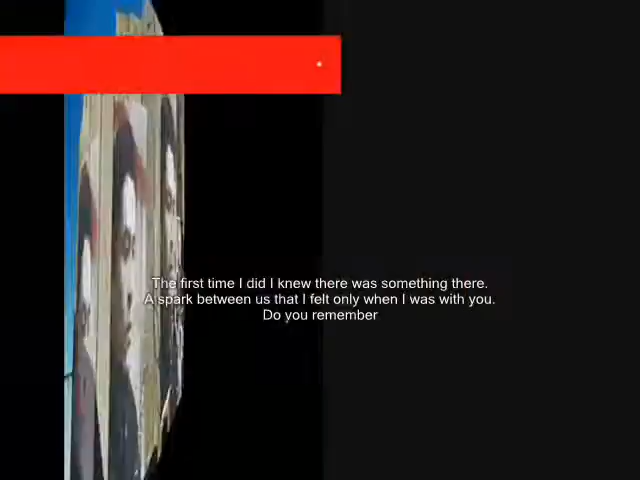 The first time I did I knew there was something there.
A spark between us that I felt only when I was with you.
Do you remember